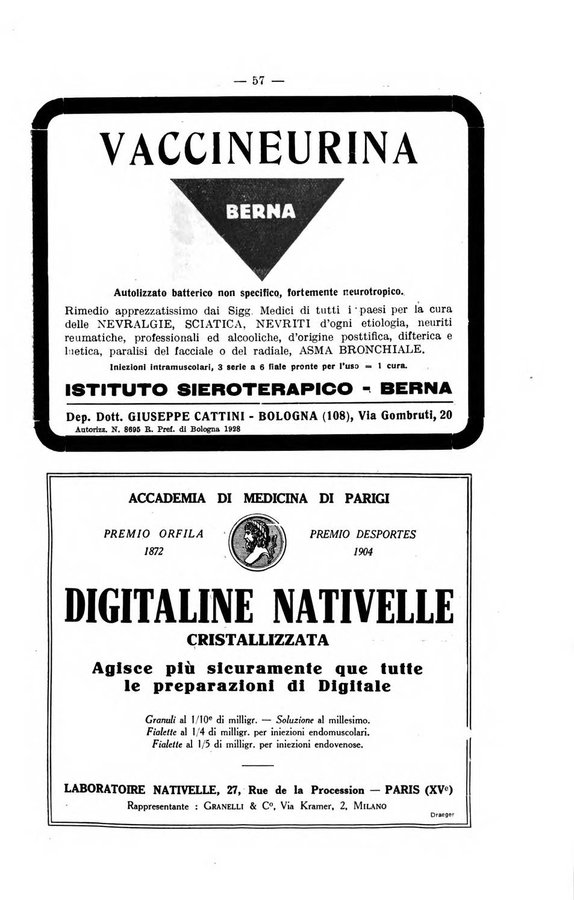 — 57 —
VACCINEURINA
BERNA
Autolizzato batterico non specifico, fortemente neurotropico.
Rimedio apprezzatissimo dai Sigg. Medici di tutti i paesi per la cura
delle NEVRALGIE, SCIATICA, NEVRITI d'ogni etiologia, neuriti
reumatiche, professionali ed alcooliche, d'origine posttifica, difterica e
luetica, paralisi del facciale o del radiale, ASMA BRONCHIALE.
Iniezioni intramuscolari, 3 serie a 6 fiale pronte per l'uso = 1 cura.
ISTITUTO SIEROTERAPICO - BERNA
Dep. Dott. GIUSEPPE CATTINI - BOLOGNA (108), Via Gombruti, 20
Autorizz. N. 8695 R. Pref. di Bologna 1928
ACCADEMIA DI MEDICINA DI PARIGI
PREMIO ORFILA
1872
PREMIO DESPORTES
1904
DIGITALINE NATIVELLE
CRISTALLIZZATA
Agisce più sicuramente que tutte
le preparazioni di Digitale
Granuli al 1/10e di milligr. — Soluzione al millesimo.
Fialette al 1/4 di milligr. per iniezioni endomuscolari.
Fialette al 1/5 di milligr. per iniezioni endovenose.
LABORATOIRE NATIVELLE, 27, Rue de la Procession — PARIS (XVe)
Rappresentante : GRANELLI & Co, Via Kramer, 2, MILANO
Draeger